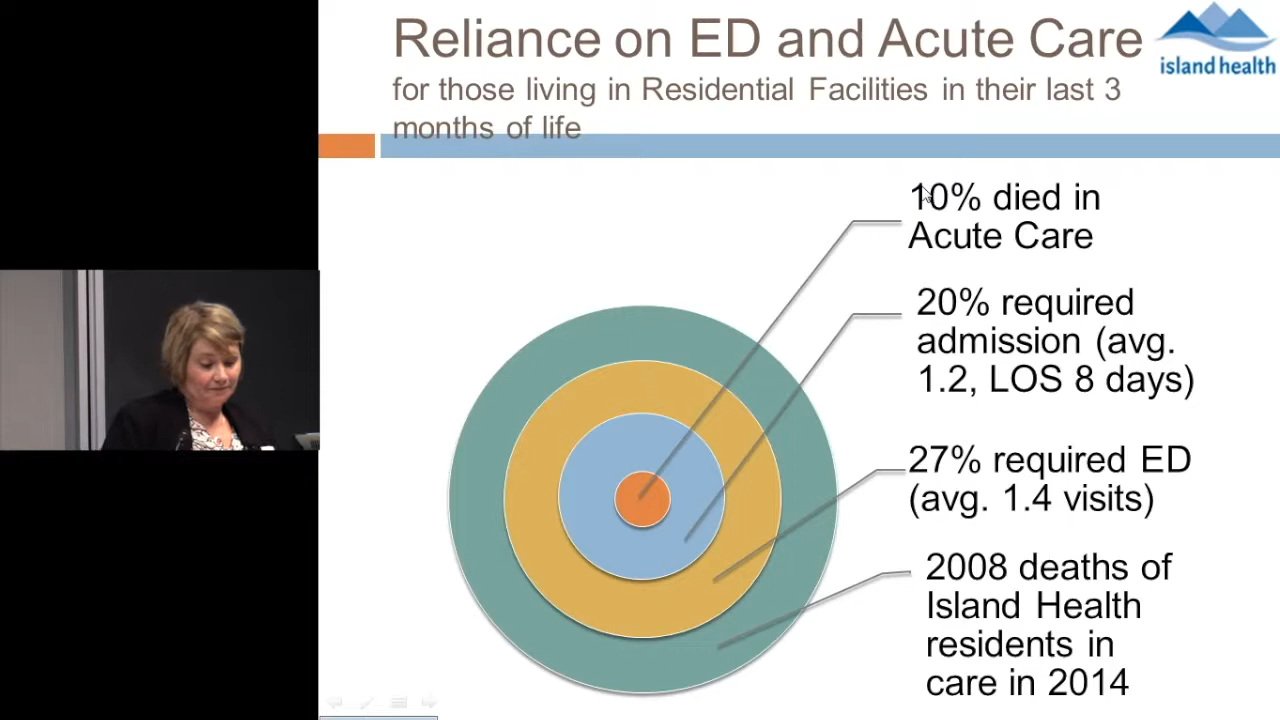 Reliance on ED and Acute Care
for those living in Residential Facilities in their last 3
months of life
island health
10% died in
Acute Care
20% required
admission (avg.
1.2, LOS 8 days)
27% required ED
(avg. 1.4 visits)
2008 deaths of
Island Health
residents in
care in 2014